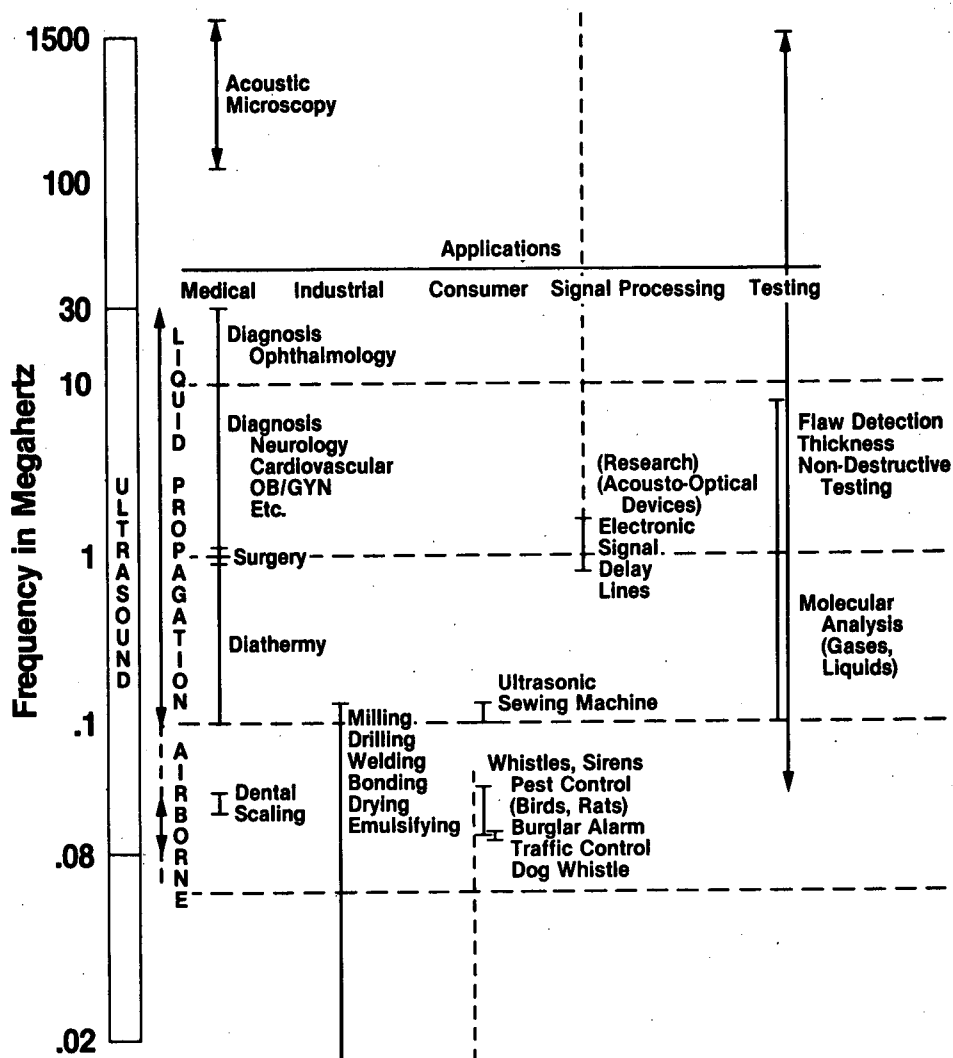 1500
Acoustic
Microscopy
100
Applications
Medical Industrial Consumer Signal Processing Testing
30
Diagnosis
Ophthalmology
10
Diagnosis
Neurology
Cardiovascular
OB/GYN
Etc.
(Research)
(Acousto-Optical
Devices)
Electronic
Signal
Delay
Lines
Flaw Detection
Thickness
Non-Destructive
Testing
1
Surgery
Diathermy
Molecular
Analysis
(Gases,
Liquids)
Ultrasonic
Sewing Machine
.1
Milling
Drilling
Welding
Bonding
Drying
Emulsifying
Whistles, Sirens
Pest Control
(Birds, Rats)
Burglar Alarm
Traffic Control
Dog Whistle
Dental
Scaling
.08
.02
Frequency in Megahertz
ULTRASOUND
LIQUID PROPAGATION
AIRBORNE